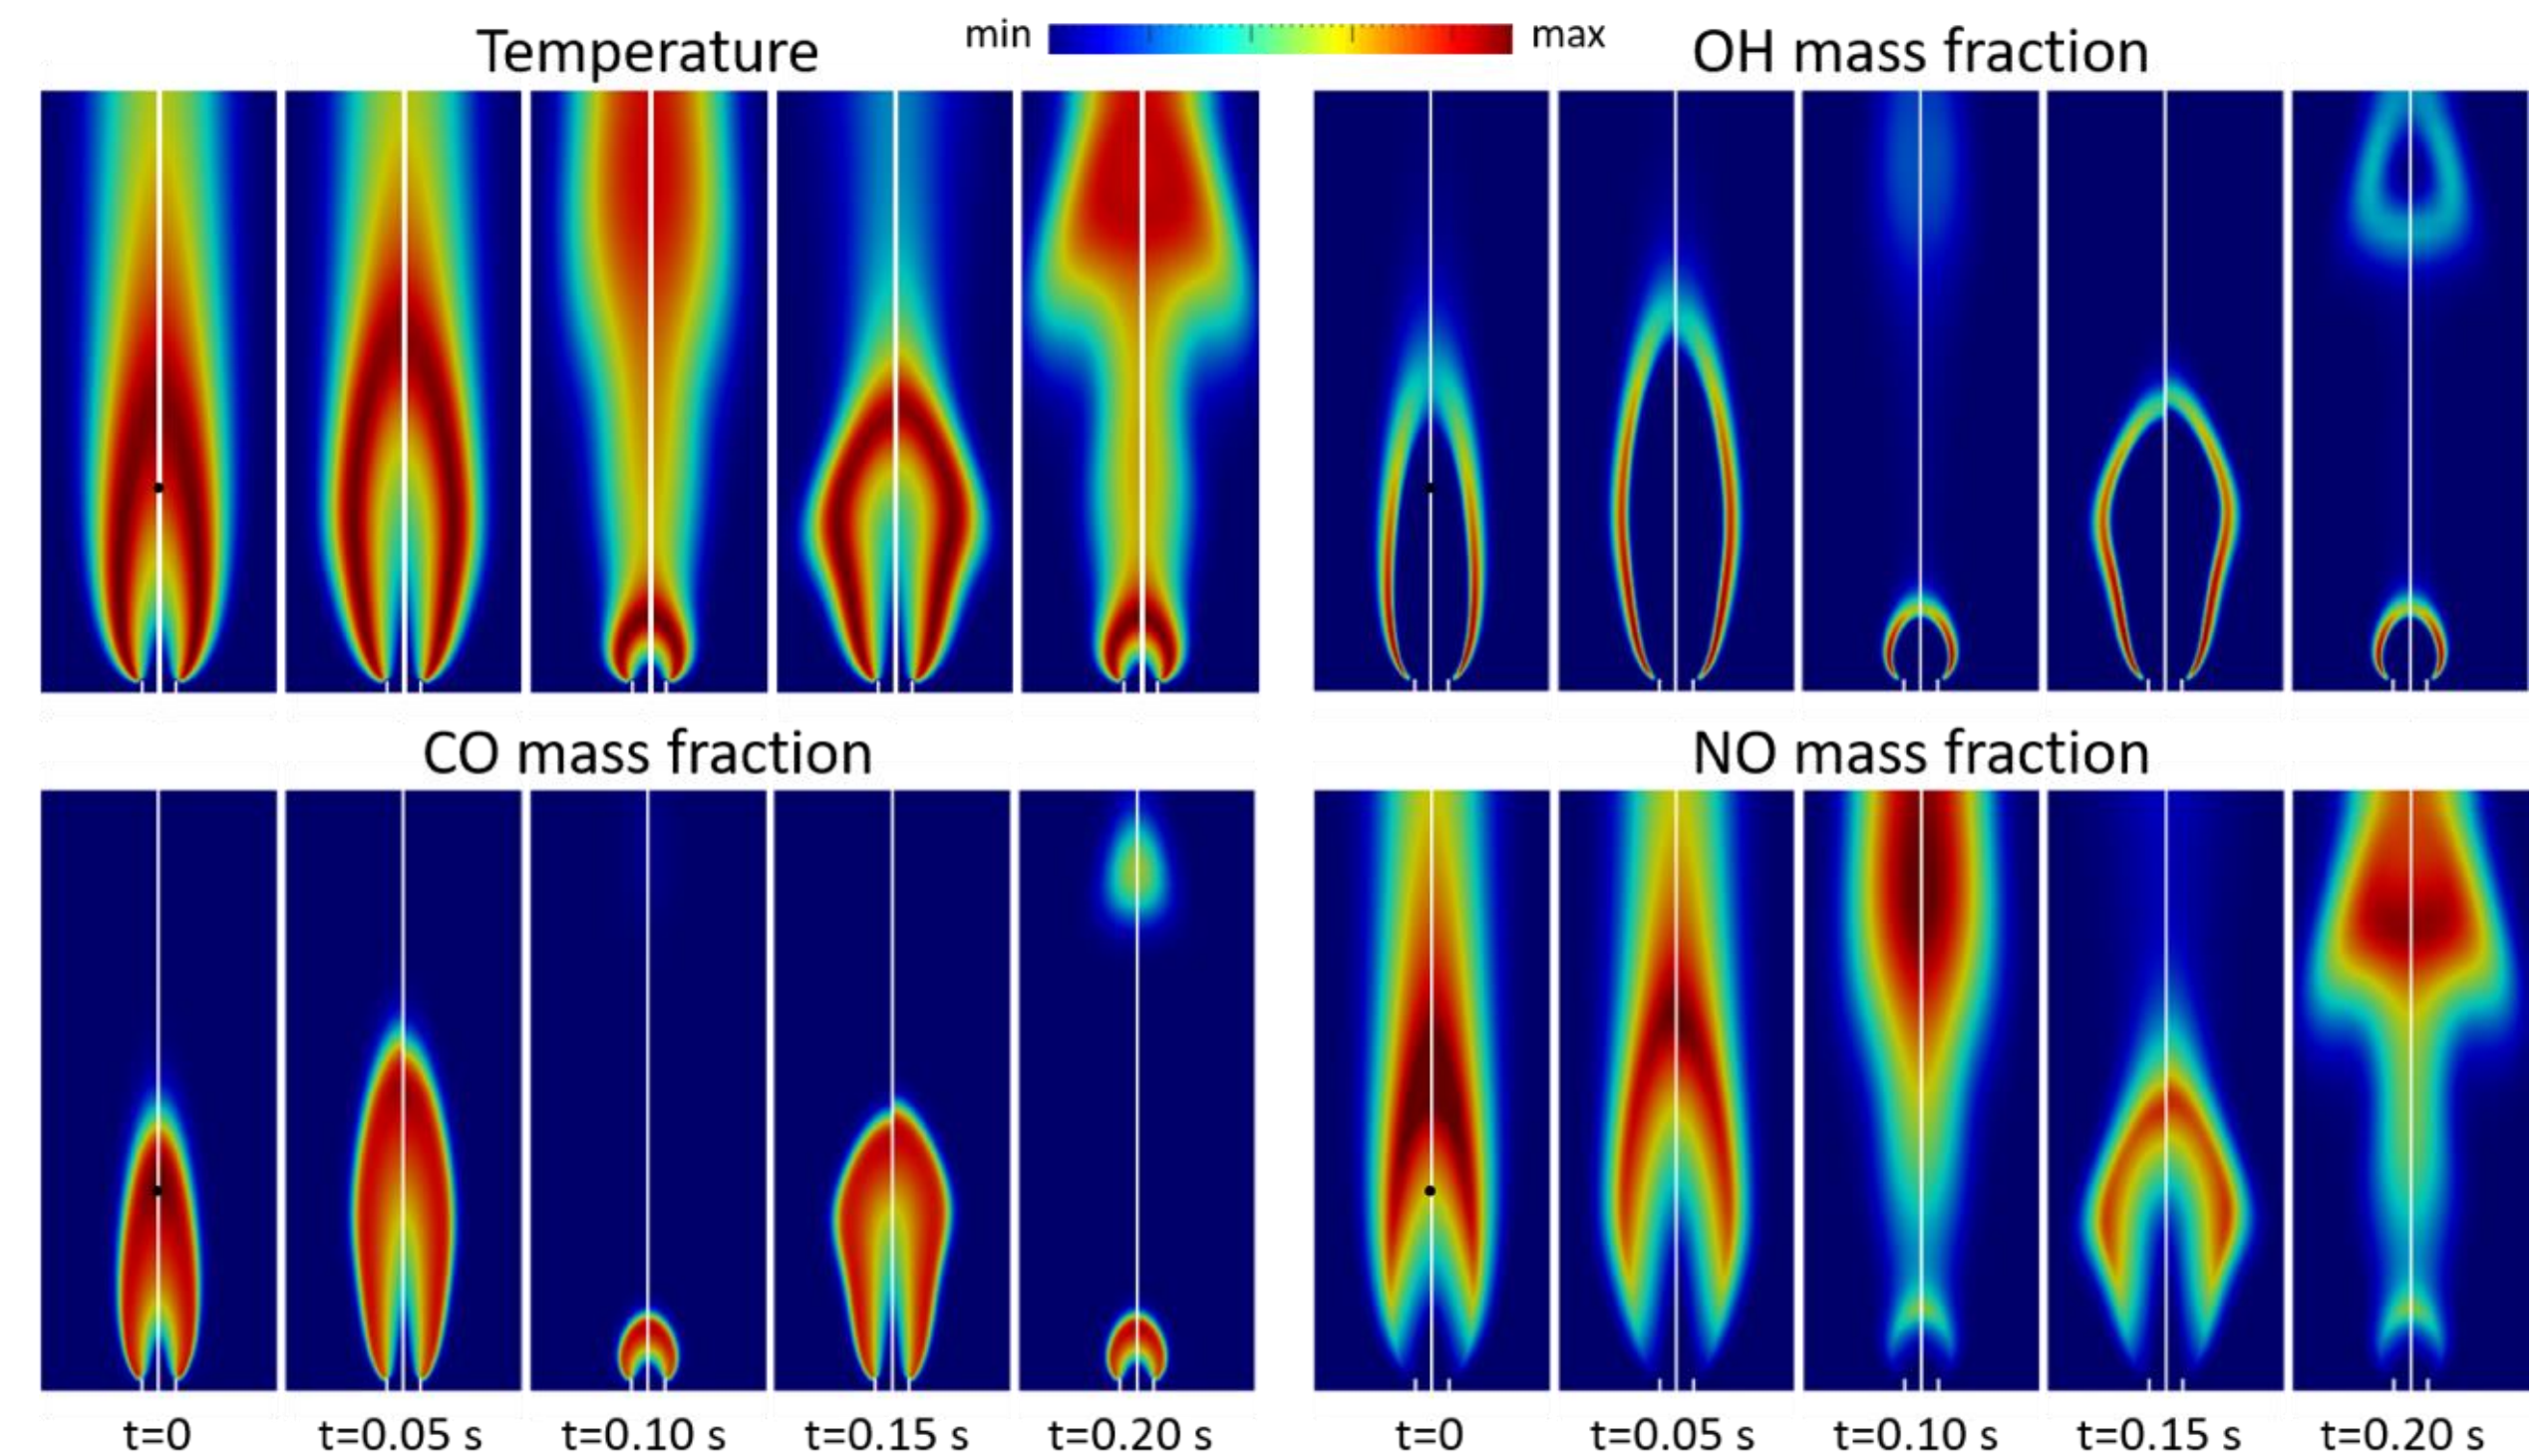 Temperature
min
max
OH mass fraction
CO mass fraction
NO mass fraction
t=0
t=0.05 s
t=0.10 s
t=0.15 s
t=0.20 s
t=0
t=0.05 s
t=0.10 s
t=0.15 s
t=0.20 s